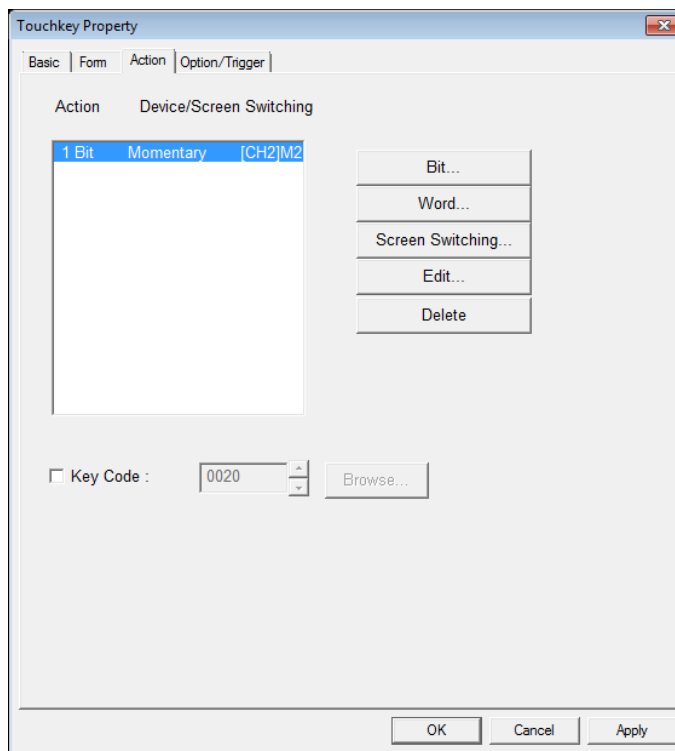 Touchkey Property
Basic Form Action Option/Trigger
Action Device/Screen Switching
1 Bit Momentary [CH2]M2
Bit...
Word...
Screen Switching...
Edit...
Delete
Key Code : 0020 Browse...
OK Cancel Apply